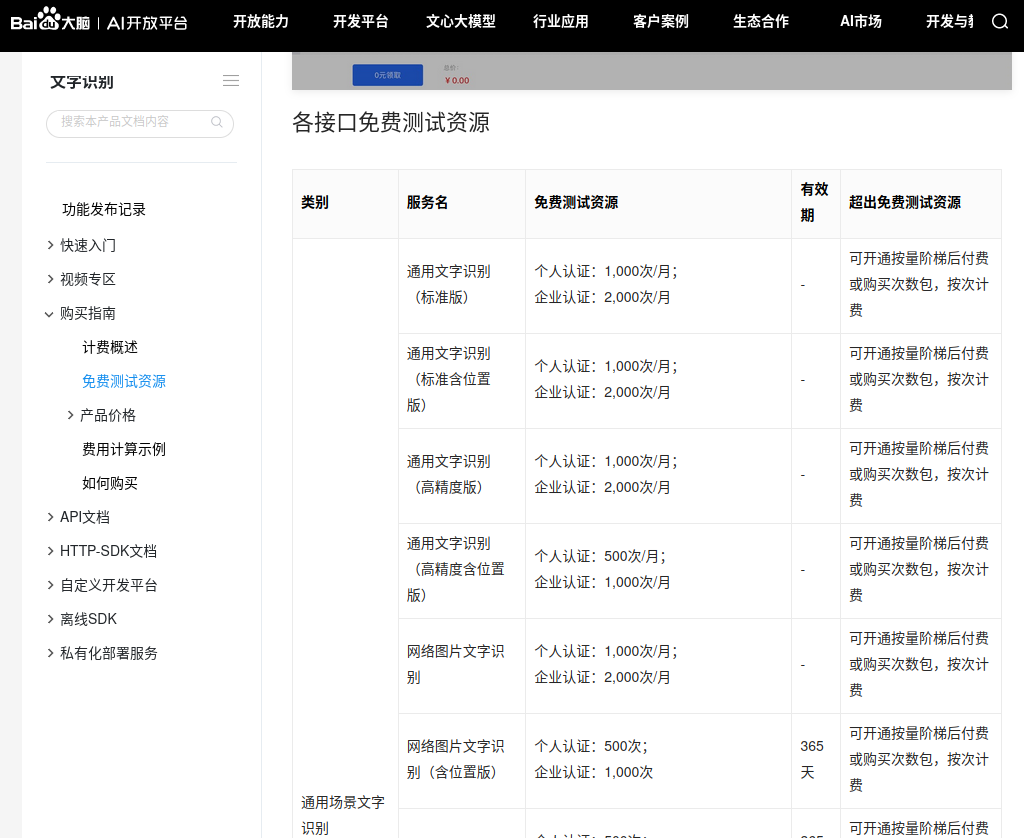 Bai du 大脑 | AI开放平台 开放能力 开发平台 文心大模型 行业应用 客户案例 生态合作 AI市场 开发与
文字识别
搜索本产品文档内容
功能发布记录
快速入门
视频专区
购买指南
计费概述
免费测试资源
产品价格
费用计算示例
如何购买
API文档
HTTP-SDK文档
自定义开发平台
离线SDK
私有化部署服务
0元领取
¥ 0.00
各接口免费测试资源
类别 服务名 免费测试资源 有效期 超出免费测试资源
通用文字识别
（标准版）
个人认证：1,000次/月；
企业认证：2,000次/月
-
可开通按量阶梯后付费
或购买次数包，按次计
费
通用文字识别
（标准含位置
版）
个人认证：1,000次/月；
企业认证：2,000次/月
-
可开通按量阶梯后付费
或购买次数包，按次计
费
通用文字识别
（高精度版）
个人认证：1,000次/月；
企业认证：2,000次/月
-
可开通按量阶梯后付费
或购买次数包，按次计
费
通用文字识别
（高精度含位置
版）
个人认证：500次/月；
企业认证：1,000次/月
-
可开通按量阶梯后付费
或购买次数包，按次计
费
网络图片文字识
别
个人认证：1,000次/月；
企业认证：2,000次/月
-
可开通按量阶梯后付费
或购买次数包，按次计
费
网络图片文字识
别（含位置版）
个人认证：500次；
企业认证：1,000次
365
天
可开通按量阶梯后付费
或购买次数包，按次计
费
通用场景文字
识别
可开通按量阶梯后付费